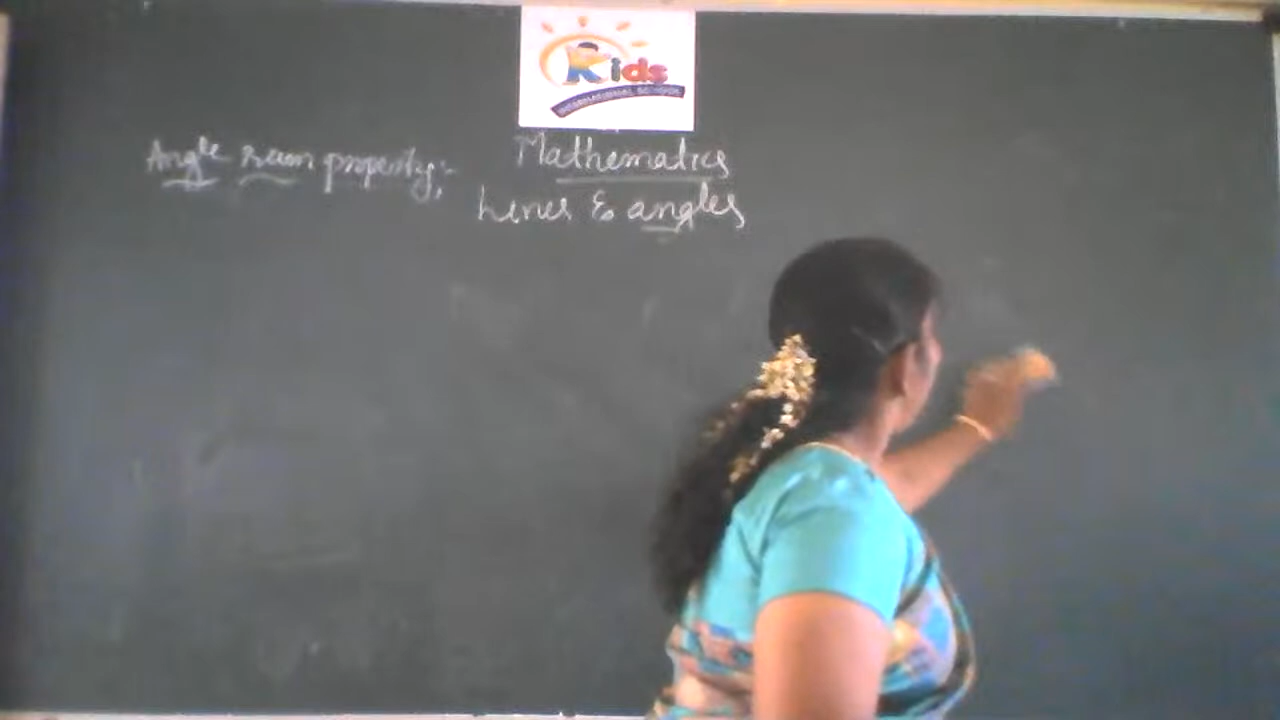 Kids
INTERNATIONAL SCHOOL
Mathematics
Angle sum property:-
Lines & angles